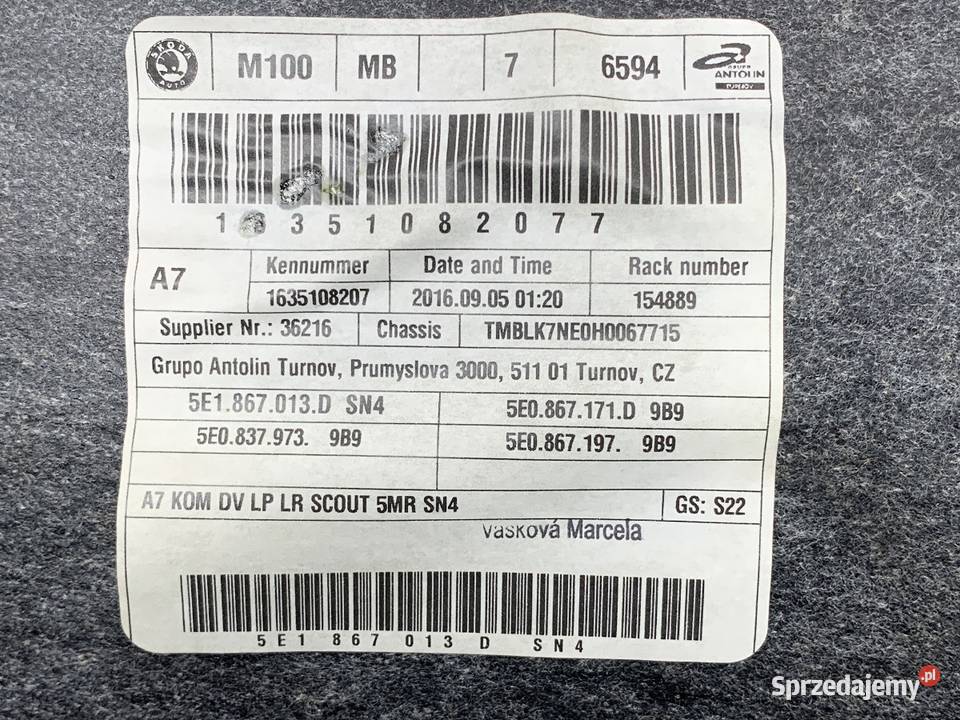 ŠKODA AUTO M100 MB 7 6594 GRUPO ANTOLIN TURNOV
1 3 5 1 0 8 2 0 7 7
A7 Kennummer Date and Time Rack number
1635108207 2016.09.05 01:20 154889
Supplier Nr.: 36216 Chassis TMBLK7NE0H0067715
Grupo Antolin Turnov, Prumyslova 3000, 511 01 Turnov, CZ
5E1.867.013.D SN4 5E0.867.171.D 9B9
5E0.837.973. 9B9 5E0.867.197. 9B9
A7 KOM DV LP LR SCOUT 5MR SN4 GS: S22
Vasková Marcela
5E1 867 013 D SN4
Sprzedajemy.pl